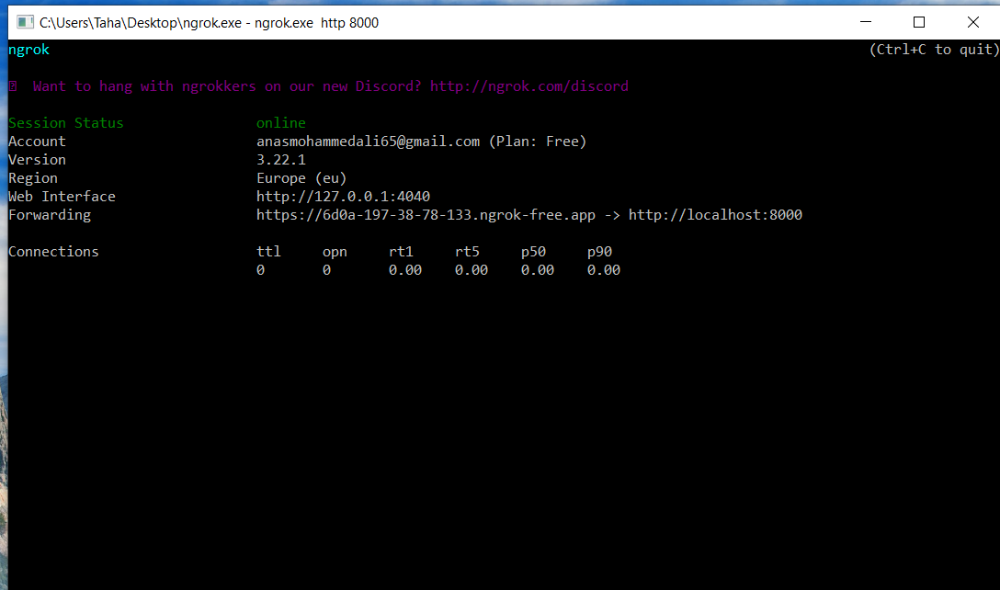 C:\Users\Taha\Desktop\ngrok.exe - ngrok.exe  http 8000
ngrok (Ctrl+C to quit)
Want to hang with ngrokkers on our new Discord? http://ngrok.com/discord
Session Status online
Account anasmohammedali65@gmail.com (Plan: Free)
Version 3.22.1
Region Europe (eu)
Web Interface http://127.0.0.1:4040
Forwarding https://6d0a-197-38-78-133.ngrok-free.app -> http://localhost:8000
Connections ttl opn rt1 rt5 p50 p90
0 0 0.00 0.00 0.00 0.00